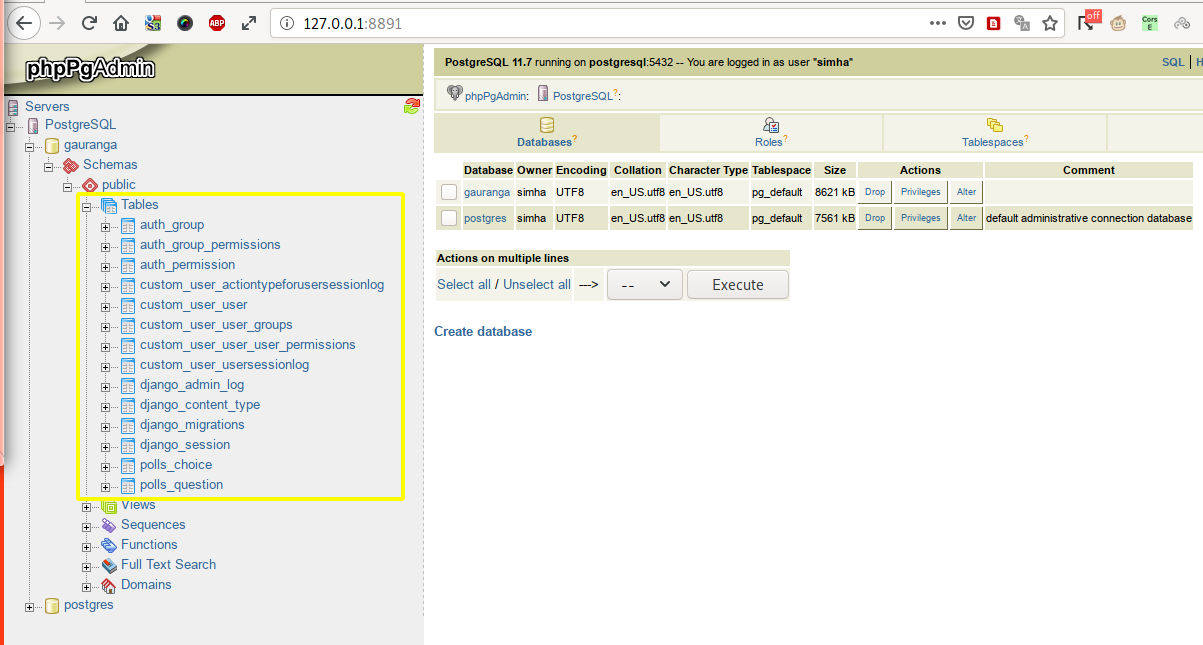 127.0.0.1:8891
ABP
off
Cors
E
phpPgAdmin
Servers
PostgreSQL
gauranga
Schemas
public
Tables
auth_group
auth_group_permissions
auth_permission
custom_user_actiontypeforusersessionlog
custom_user_user
custom_user_user_groups
custom_user_user_user_permissions
custom_user_usersessionlog
django_admin_log
django_content_type
django_migrations
django_session
polls_choice
polls_question
Views
Sequences
Functions
Full Text Search
Domains
postgres
PostgreSQL 11.7 running on postgresql:5432 -- You are logged in as user "simha"
SQL | H
phpPgAdmin: PostgreSQL?:
Databases? Roles? Tablespaces?
Database Owner Encoding Collation Character Type Tablespace Size Actions Comment
gauranga simha UTF8 en_US.utf8 en_US.utf8 pg_default 8621 kB Drop Privileges Alter
postgres simha UTF8 en_US.utf8 en_US.utf8 pg_default 7561 kB Drop Privileges Alter default administrative connection database
Actions on multiple lines
Select all / Unselect all ---> -- Execute
Create database